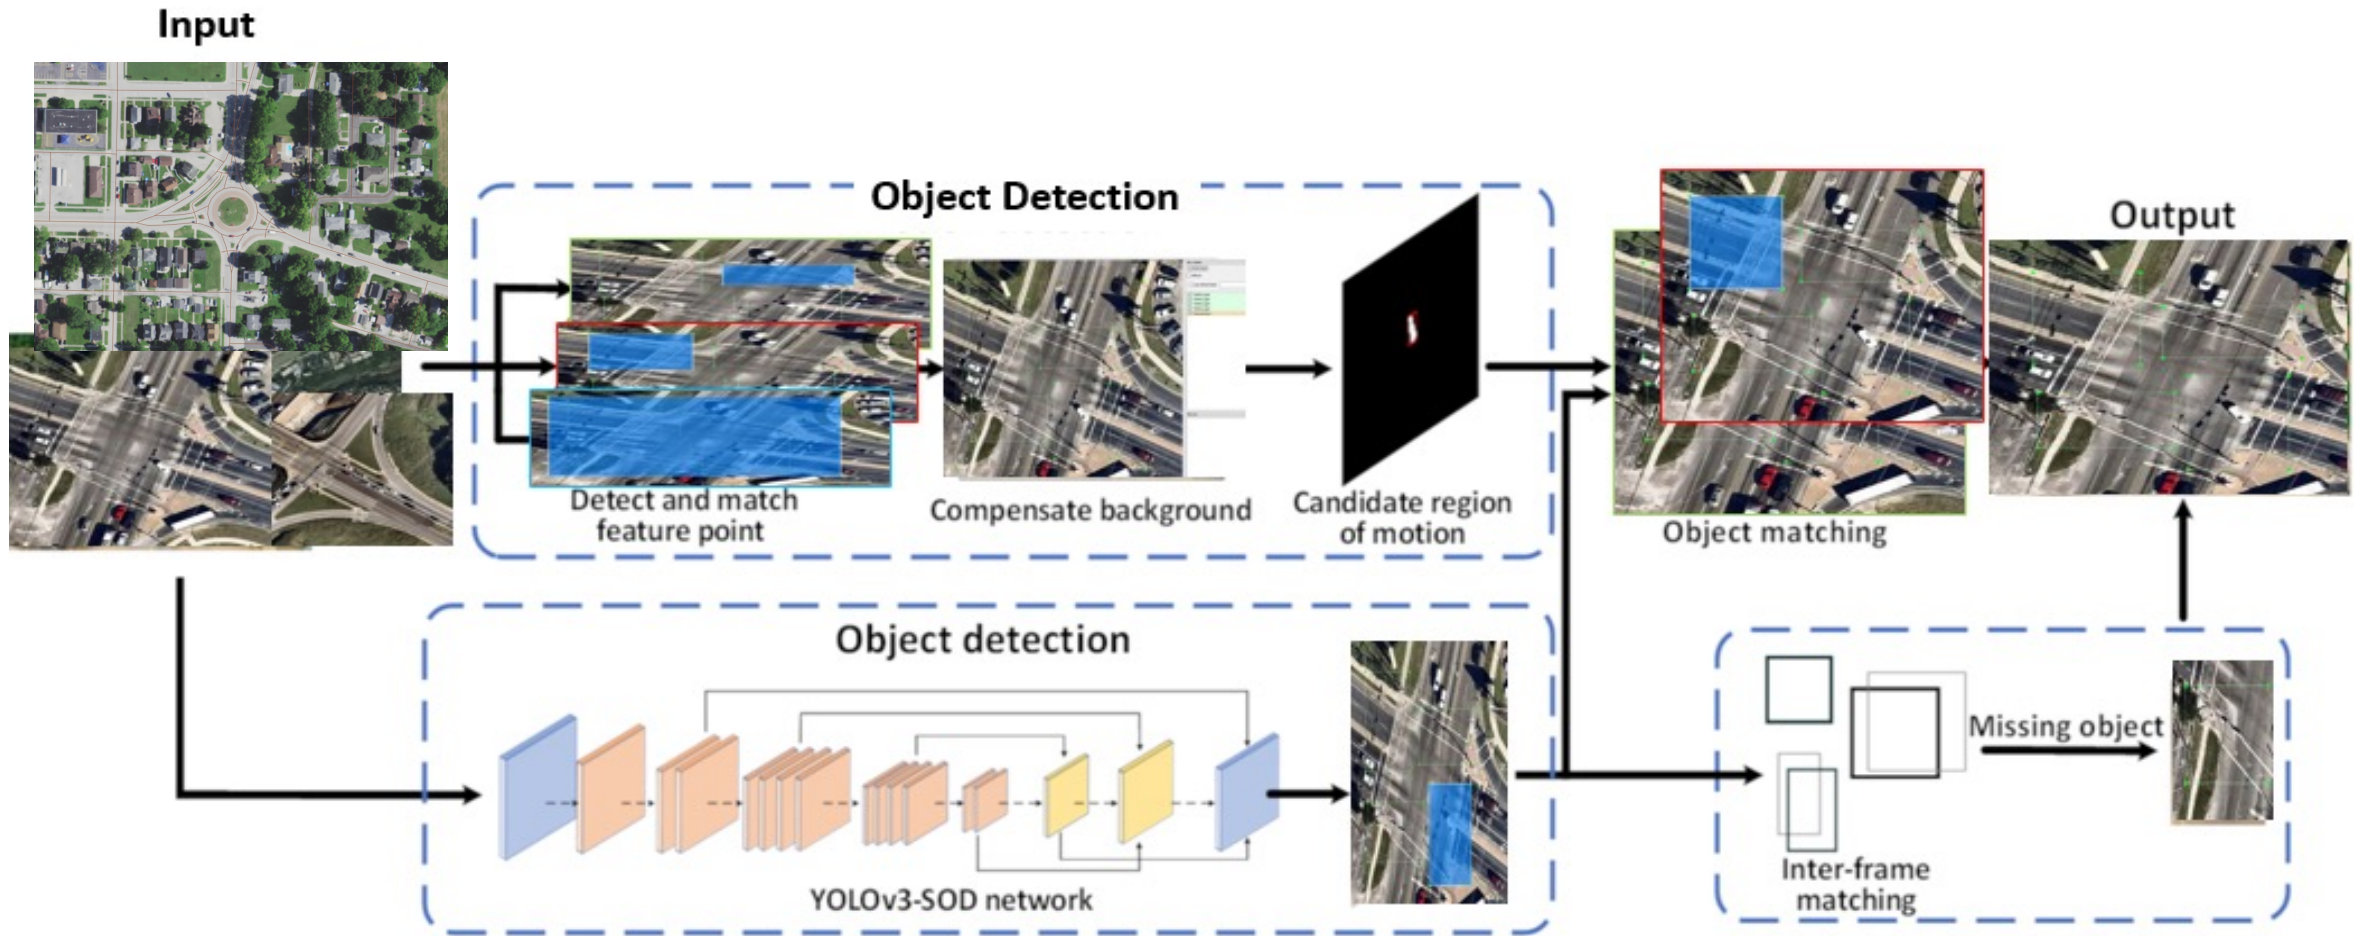 Input
Object Detection
Output
Detect and match
feature point
Compensate background
Candidate region
of motion
Object matching
Object detection
YOLOv3-SOD network
Missing object
Inter-frame
matching